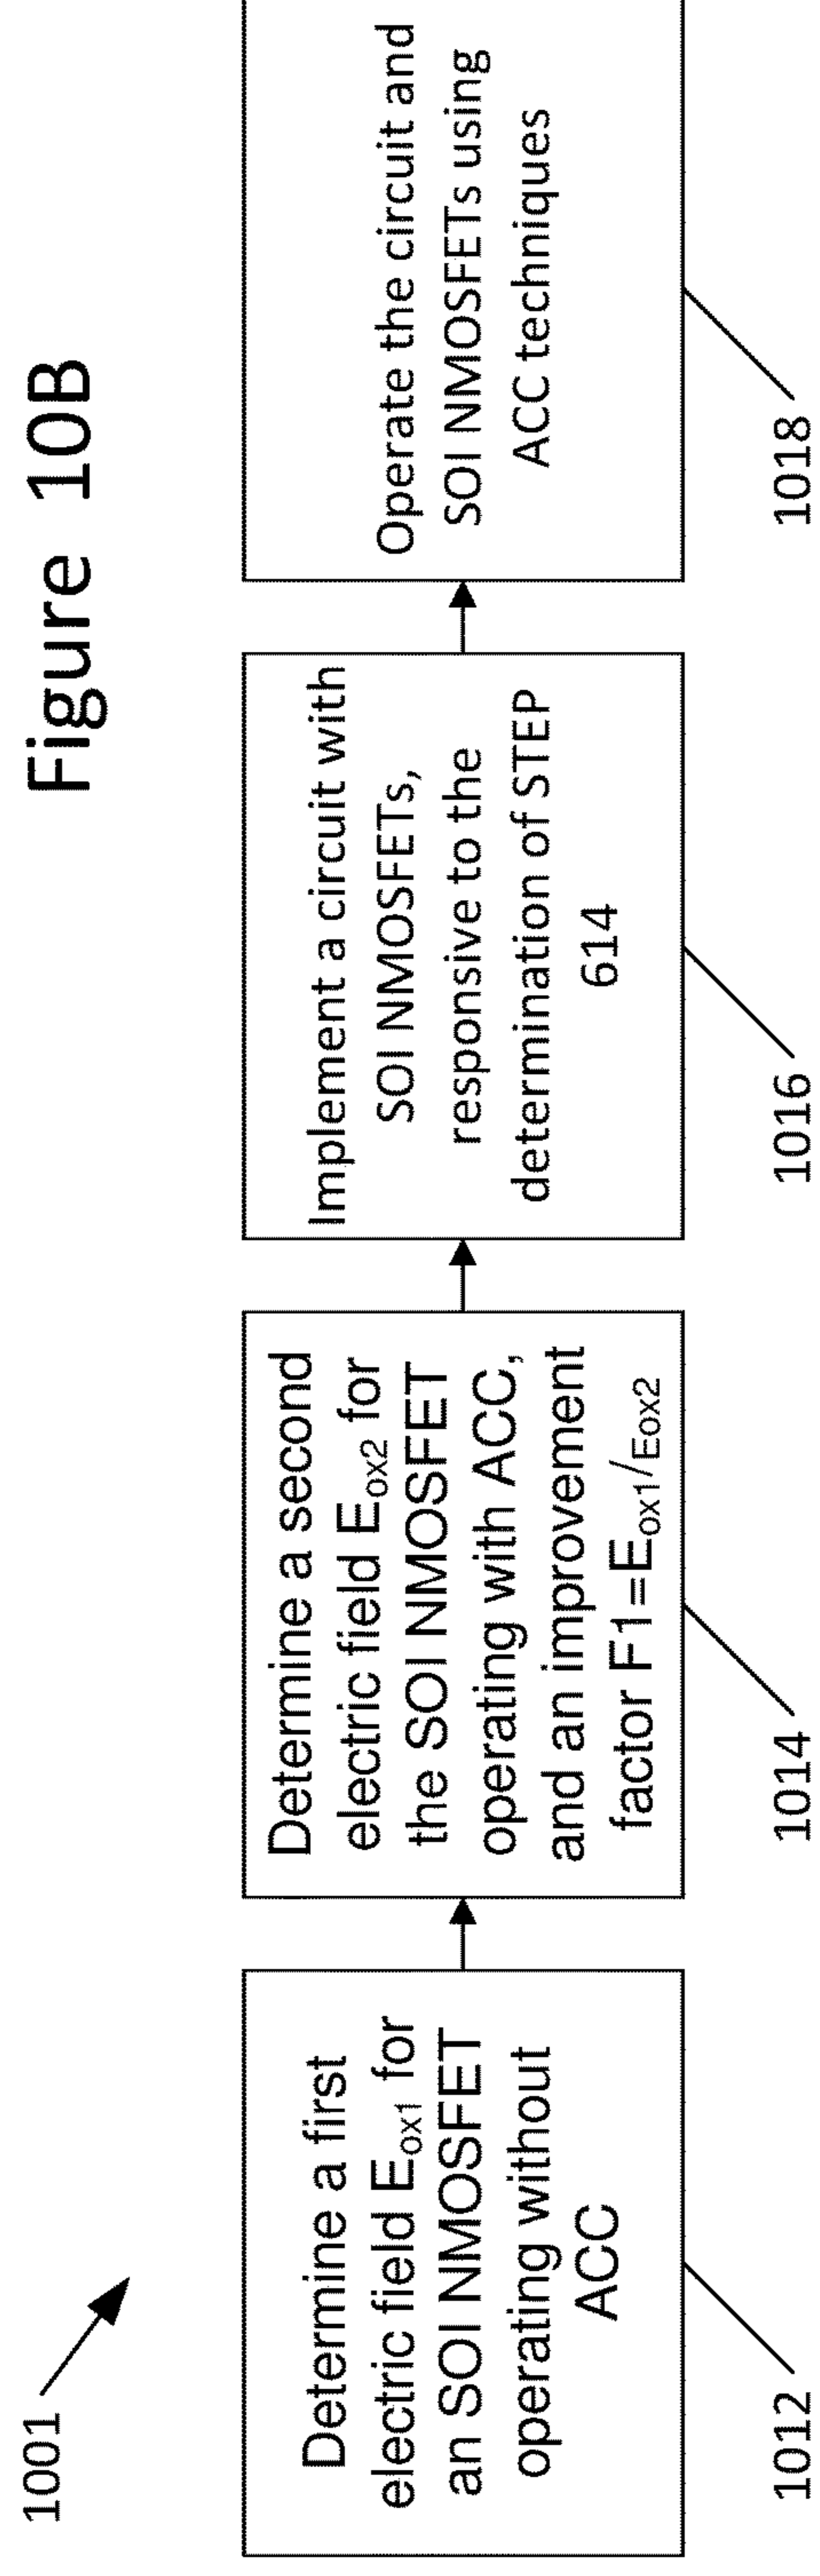 Figure 10B
1001
Determine a first
electric field Eox1 for
an SOI NMOSFET
operating without
ACC
1012
Determine a second
electric field Eox2 for
the SOI NMOSFET
operating with ACC,
and an improvement
factor F1=Eox1/Eox2
1014
Implement a circuit with
SOI NMOSFETs,
responsive to the
determination of STEP
614
1016
Operate the circuit and
SOI NMOSFETs using
ACC techniques
1018